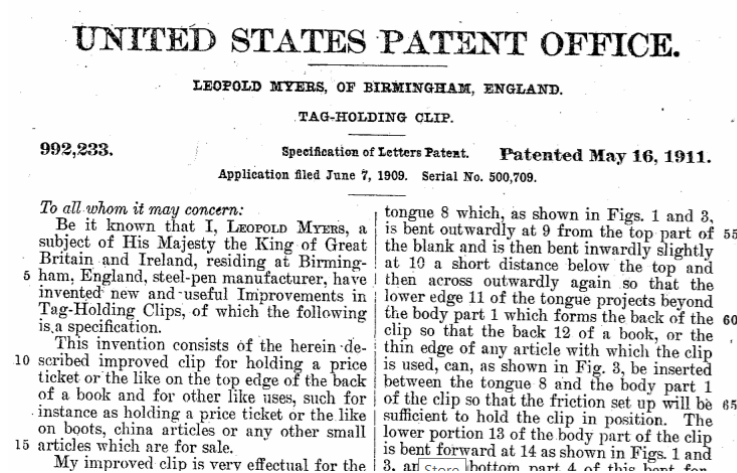 UNITED STATES PATENT OFFICE.
LEOPOLD MYERS, OF BIRMINGHAM, ENGLAND.
TAG-HOLDING CLIP.
992,233.
Specification of Letters Patent.
Patented May 16, 1911.
Application filed June 7, 1909. Serial No. 500,709.
To all whom it may concern:
Be it known that I, LEOPOLD MYERS, a
subject of His Majesty the King of Great
Britain and Ireland, residing at Birming-
5 ham, England, steel-pen manufacturer, have
invented new and useful Improvements in
Tag-Holding Clips, of which the following
is a specification.
This invention consists of the herein de-
10 scribed improved clip for holding a price
ticket or the like on the top edge of the back
of a book and for other like uses, such for
instance as holding a price ticket or the like
on boots, china articles or any other small
15 articles which are for sale.
My improved clip is very effectual for the
tongue 8 which, as shown in Figs. 1 and 3,
is bent outwardly at 9 from the top part of 55
the blank and is then bent inwardly slightly
at 10 a short distance below the top and
then across outwardly again so that the
lower edge 11 of the tongue projects beyond
the body part 1 which forms the back of the 60
clip so that the back 12 of a book, or the
thin edge of any article with which the clip
is used, can, as shown in Fig. 3, be inserted
between the tongue 8 and the body part 1
of the clip so that the friction set up will be 65
sufficient to hold the clip in position. The
lower portion 13 of the body part of the clip
is bent forward at 14 as shown in Figs. 1 and
3, Store bottom part 4 of this bent for-